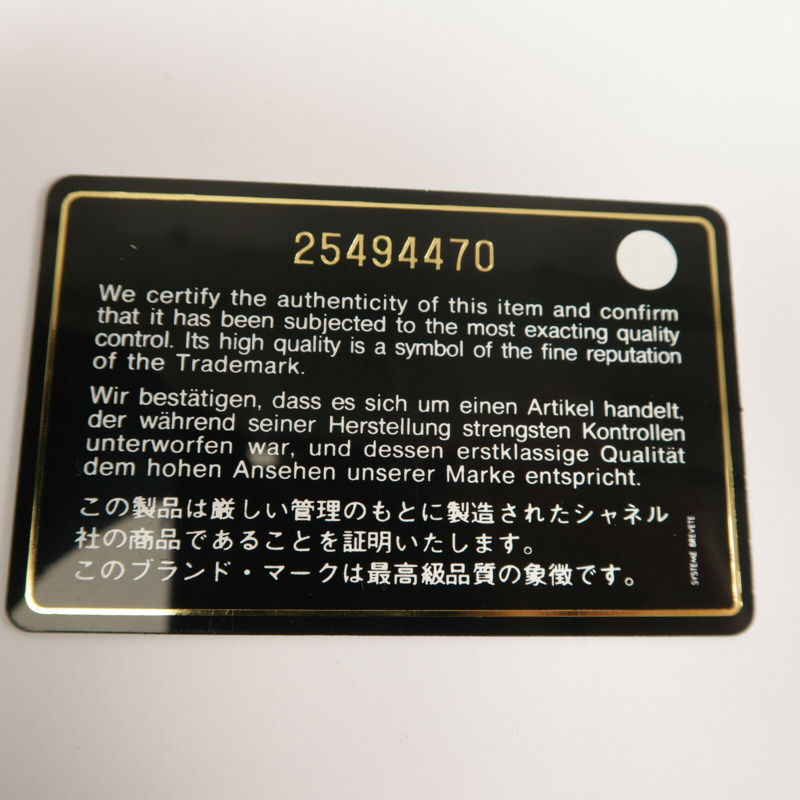 25494470
We certify the authenticity of this item and confirm
that it has been subjected to the most exacting quality
control. Its high quality is a symbol of the fine reputation
of the Trademark.
Wir bestätigen, dass es sich um einen Artikel handelt,
der während seiner Herstellung strengsten Kontrollen
unterworfen war, und dessen erstklassige Qualität
dem hohen Ansehen unserer Marke entspricht.
この製品は厳しい管理のもとに製造されたシャネル
社の商品であることを証明いたします。
このブランド・マークは最高級品質の象徴です。
SYSTEME BREVETE